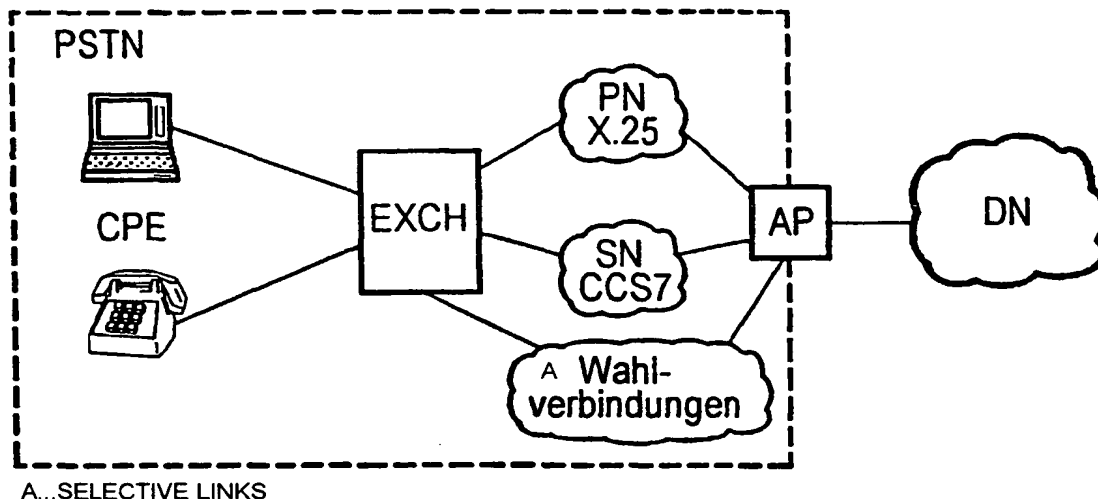 PSTN
CPE
EXCH
PN
X.25
SN
CCS7
A Wahl-
verbindungen
AP
DN
A...SELECTIVE LINKS